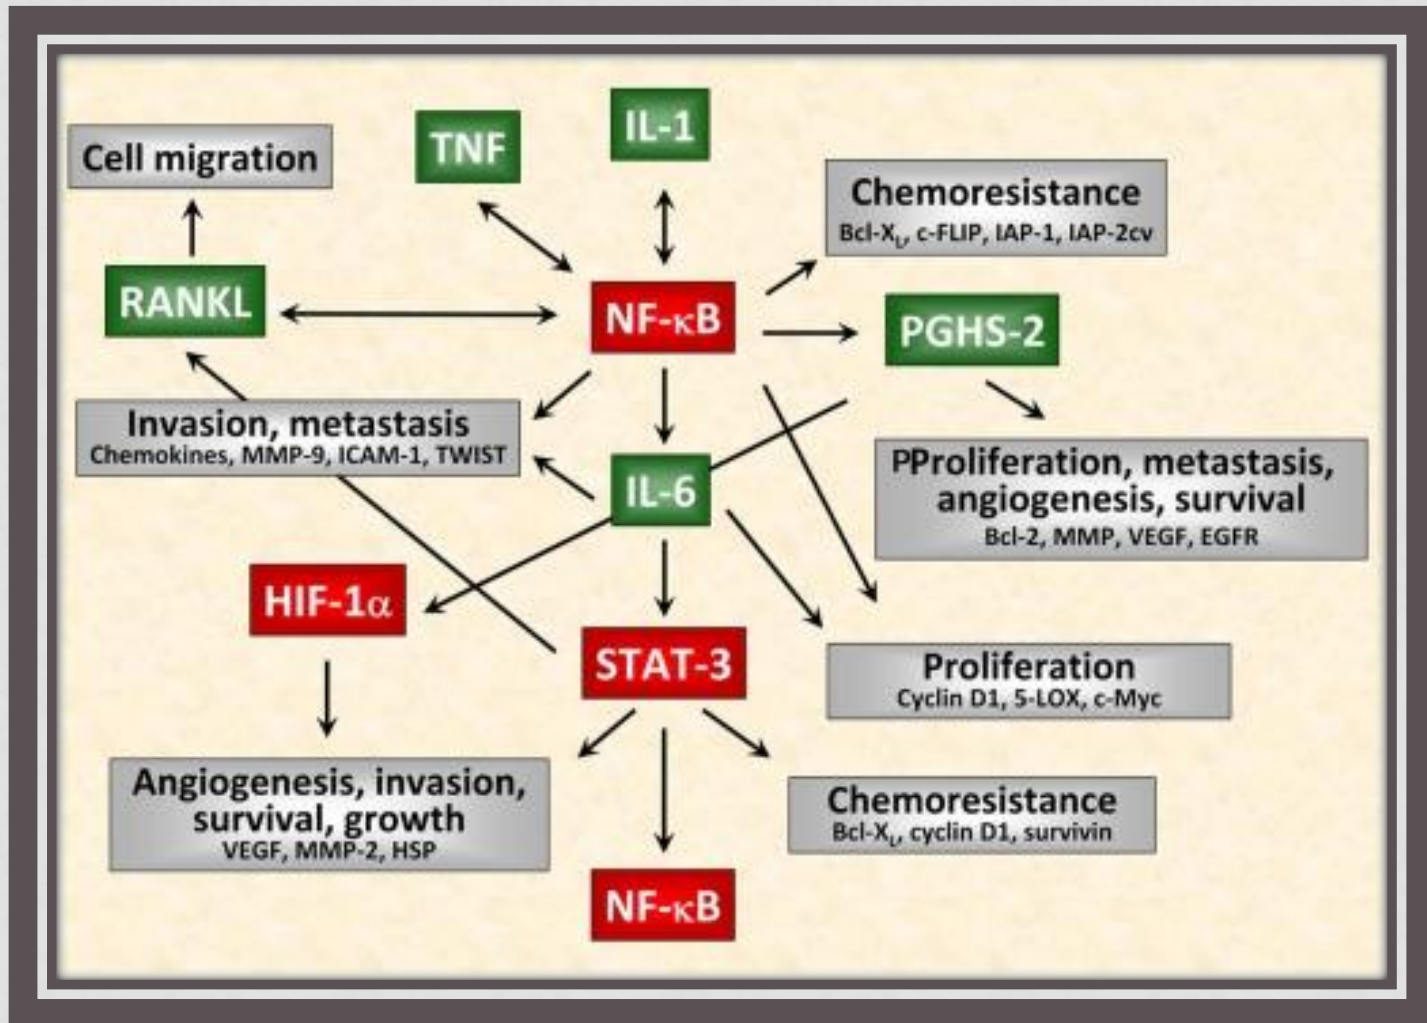 IL-1
TNF
Cell migration
Chemoresistance
Bcl-X_L, c-FLIP, IAP-1, IAP-2cv
RANKL
NF-κB
PGHS-2
Invasion, metastasis
Chemokines, MMP-9, ICAM-1, TWIST
PProliferation, metastasis,
angiogenesis, survival
Bcl-2, MMP, VEGF, EGFR
IL-6
HIF-1α
STAT-3
Proliferation
Cyclin D1, 5-LOX, c-Myc
Angiogenesis, invasion,
survival, growth
VEGF, MMP-2, HSP
Chemoresistance
Bcl-X_L, cyclin D1, survivin
NF-κB